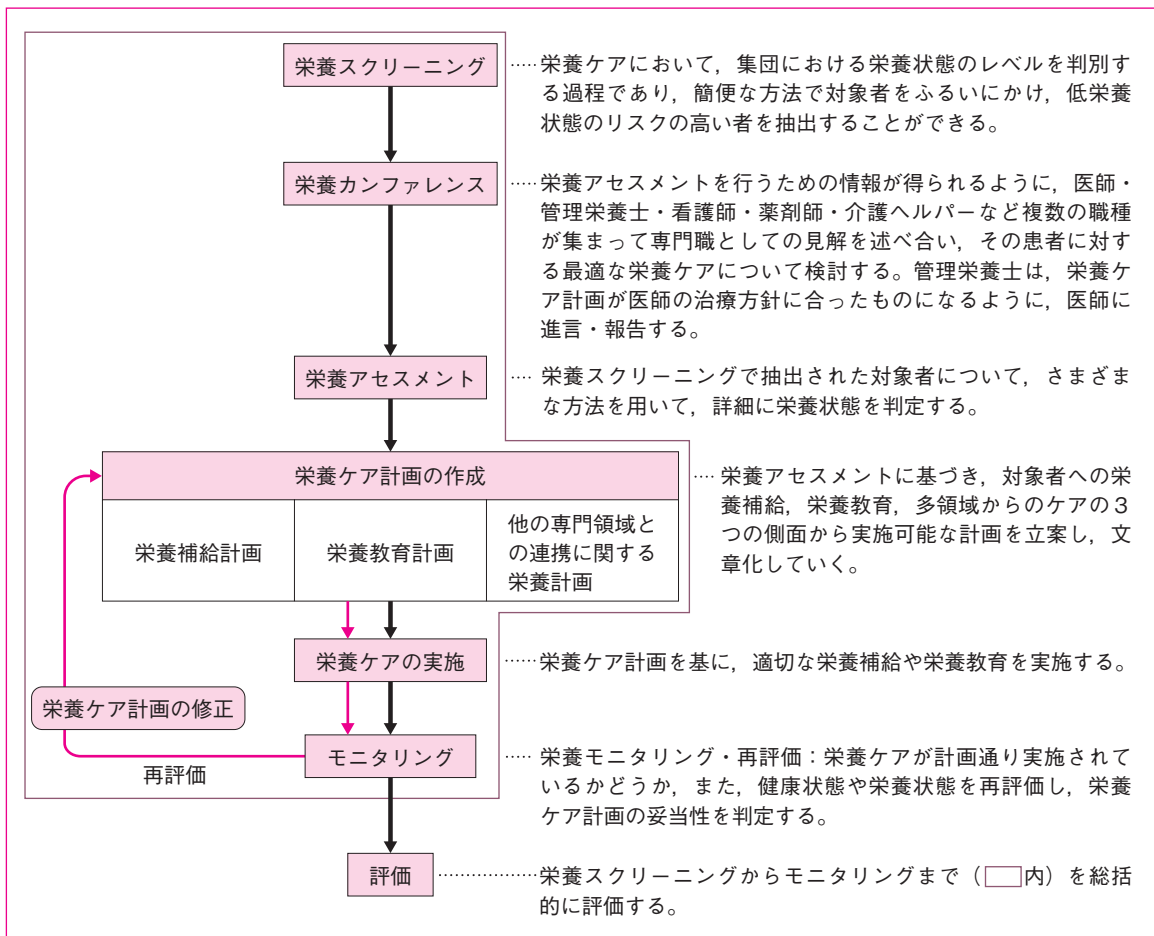 栄養スクリーニング
……栄養ケアにおいて，集団における栄養状態のレベルを判別す
る過程であり，簡便な方法で対象者をふるいにかけ，低栄養
状態のリスクの高い者を抽出することができる。
栄養カンファレンス
……栄養アセスメントを行うための情報が得られるように，医師・
管理栄養士・看護師・薬剤師・介護ヘルパーなど複数の職種
が集まって専門職としての見解を述べ合い，その患者に対す
る最適な栄養ケアについて検討する。管理栄養士は，栄養ケ
ア計画が医師の治療方針に合ったものになるように，医師に
進言・報告する。
栄養アセスメント
…… 栄養スクリーニングで抽出された対象者について，さまざま
な方法を用いて，詳細に栄養状態を判定する。
栄養ケア計画の作成
栄養補給計画
栄養教育計画
他の専門領域と
の連携に関する
栄養計画
…… 栄養アセスメントに基づき，対象者への栄
養補給，栄養教育，多領域からのケアの３
つの側面から実施可能な計画を立案し，文
章化していく。
栄養ケアの実施
……栄養ケア計画を基に，適切な栄養補給や栄養教育を実施する。
栄養ケア計画の修正
再評価
モニタリング
…… 栄養モニタリング・再評価：栄養ケアが計画通り実施されて
いるかどうか，また，健康状態や栄養状態を再評価し，栄養
ケア計画の妥当性を判定する。
評価
………………栄養スクリーニングからモニタリングまで（□内）を総括
的に評価する。